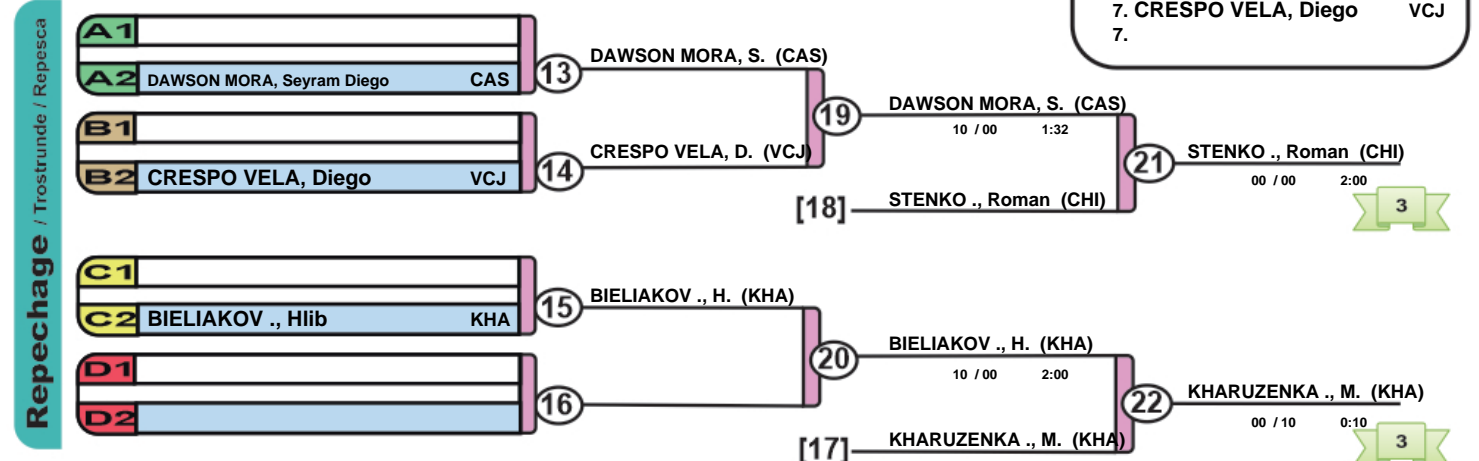 Repechage / Trostrunde / Repesca
7. CRESPO VELA, Diego VCJ
7.
A1
A2 DAWSON MORA, Seyram Diego CAS
13
DAWSON MORA, S. (CAS)
B1
B2 CRESPO VELA, Diego VCJ
14
CRESPO VELA, D. (VCJ)
19
DAWSON MORA, S. (CAS)
10 / 00 1:32
[18] STENKO ., Roman (CHI)
21
STENKO ., Roman (CHI)
00 / 00 2:00
3
C1
C2 BIELIAKOV ., Hlib KHA
15
BIELIAKOV ., H. (KHA)
D1
D2
16
20
BIELIAKOV ., H. (KHA)
10 / 00 2:00
[17] KHARUZENKA ., M. (KHA)
22
KHARUZENKA ., M. (KHA)
00 / 10 0:10
3